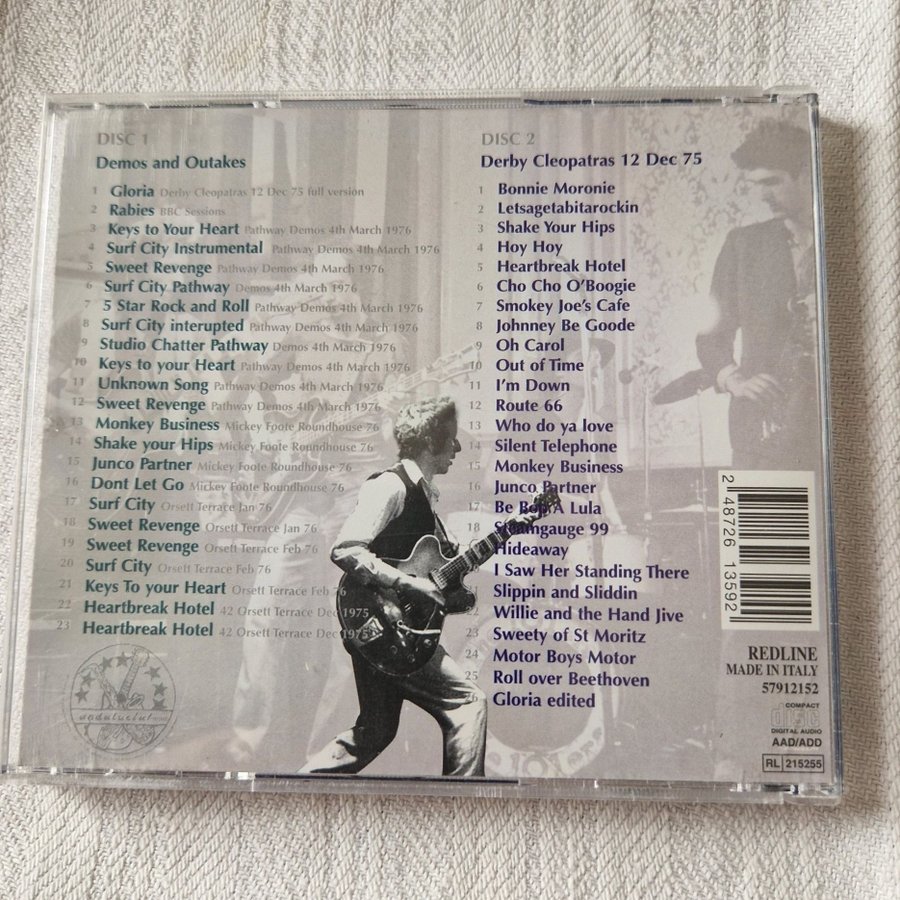 DISC 1
Demos and Outakes
1 Gloria Derby Cleopatras 12 Dec 75 full version
2 Rabies BBC Sessions
3 Keys to Your Heart Pathway Demos 4th March 1976
4 Surf City Instrumental Pathway Demos 4th March 1976
5 Sweet Revenge Pathway Demos 4th March 1976
6 Surf City Pathway Demos 4th March 1976
7 5 Star Rock and Roll Pathway Demos 4th March 1976
8 Surf City interupted Pathway Demos 4th March 1976
9 Studio Chatter Pathway Demos 4th March 1976
10 Keys to your Heart Pathway Demos 4th March 1976
11 Unknown Song Pathway Demos 4th March 1976
12 Sweet Revenge Pathway Demos 4th March 1976
13 Monkey Business Mickey Foote Roundhouse 76
14 Shake your Hips Mickey Foote Roundhouse 76
15 Junco Partner Mickey Foote Roundhouse 76
16 Dont Let Go Mickey Foote Roundhouse 76
17 Surf City Orsett Terrace Jan 76
18 Sweet Revenge Orsett Terrace Jan 76
19 Sweet Revenge Orsett Terrace Feb 76
20 Surf City Orsett Terrace Feb 76
21 Keys To your Heart Orsett Terrace Feb 76
22 Heartbreak Hotel 42 Orsett Terrace Dec 1975
23 Heartbreak Hotel 42 Orsett Terrace Dec 1975
DISC 2
Derby Cleopatras 12 Dec 75
1 Bonnie Moronie
2 Letsagetabitarockin
3 Shake Your Hips
4 Hoy Hoy
5 Heartbreak Hotel
6 Cho Cho O'Boogie
7 Smokey Joe's Cafe
8 Johnney Be Goode
9 Oh Carol
10 Out of Time
11 I'm Down
12 Route 66
13 Who do ya love
14 Silent Telephone
15 Monkey Business
16 Junco Partner
17 Be Bop A Lula
18 Steamgauge 99
Hideaway
I Saw Her Standing There
21 Slippin and Sliddin
22 Willie and the Hand Jive
23 Sweety of St Moritz
24 Motor Boys Motor
25 Roll over Beethoven
26 Gloria edited
2 48726 13592
REDLINE
MADE IN ITALY
57912152
COMPACT
disc
DIGITAL AUDIO
AAD/ADD
RL 215255